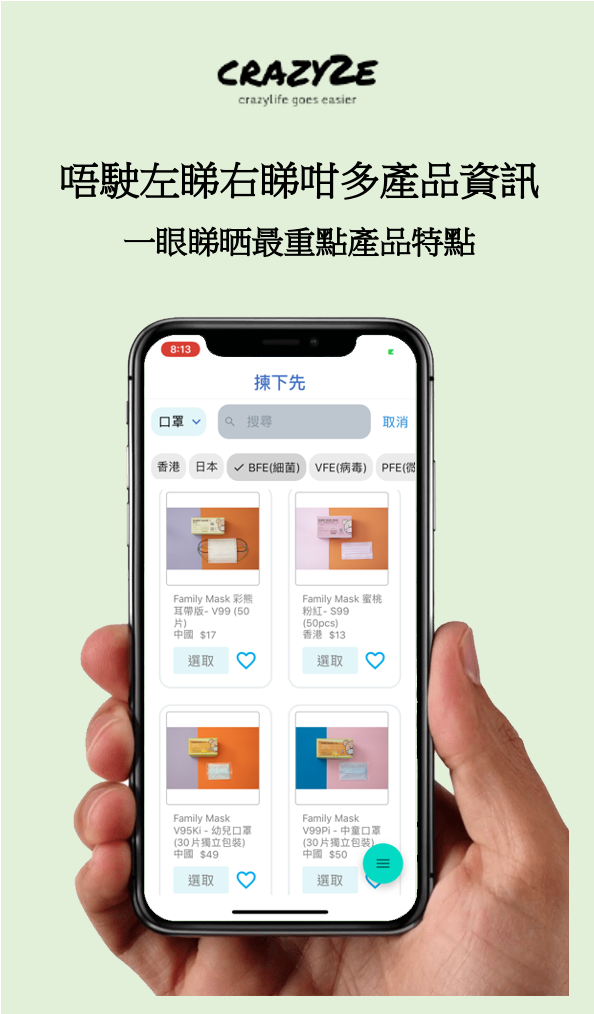 CRAZY2E
crazylife goes easier
唔駛左睇右睇咁多產品資訊
一眼睇晒最重點產品特點
8:13
揀下先
口罩
搜尋
取消
香港
日本
BFE(細菌)
VFE(病毒)
PFE(微
Family Mask 彩熊
耳帶版- V99 (50
片)
中國 $17
選取
Family Mask 蜜桃
粉紅- S99
(50pcs)
香港 $13
選取
Family Mask
V95Ki - 幼兒口罩
(30片獨立包裝)
中國 $49
選取
Family Mask
V99Pi - 中童口罩
(30片獨立包裝)
中國 $50
選取